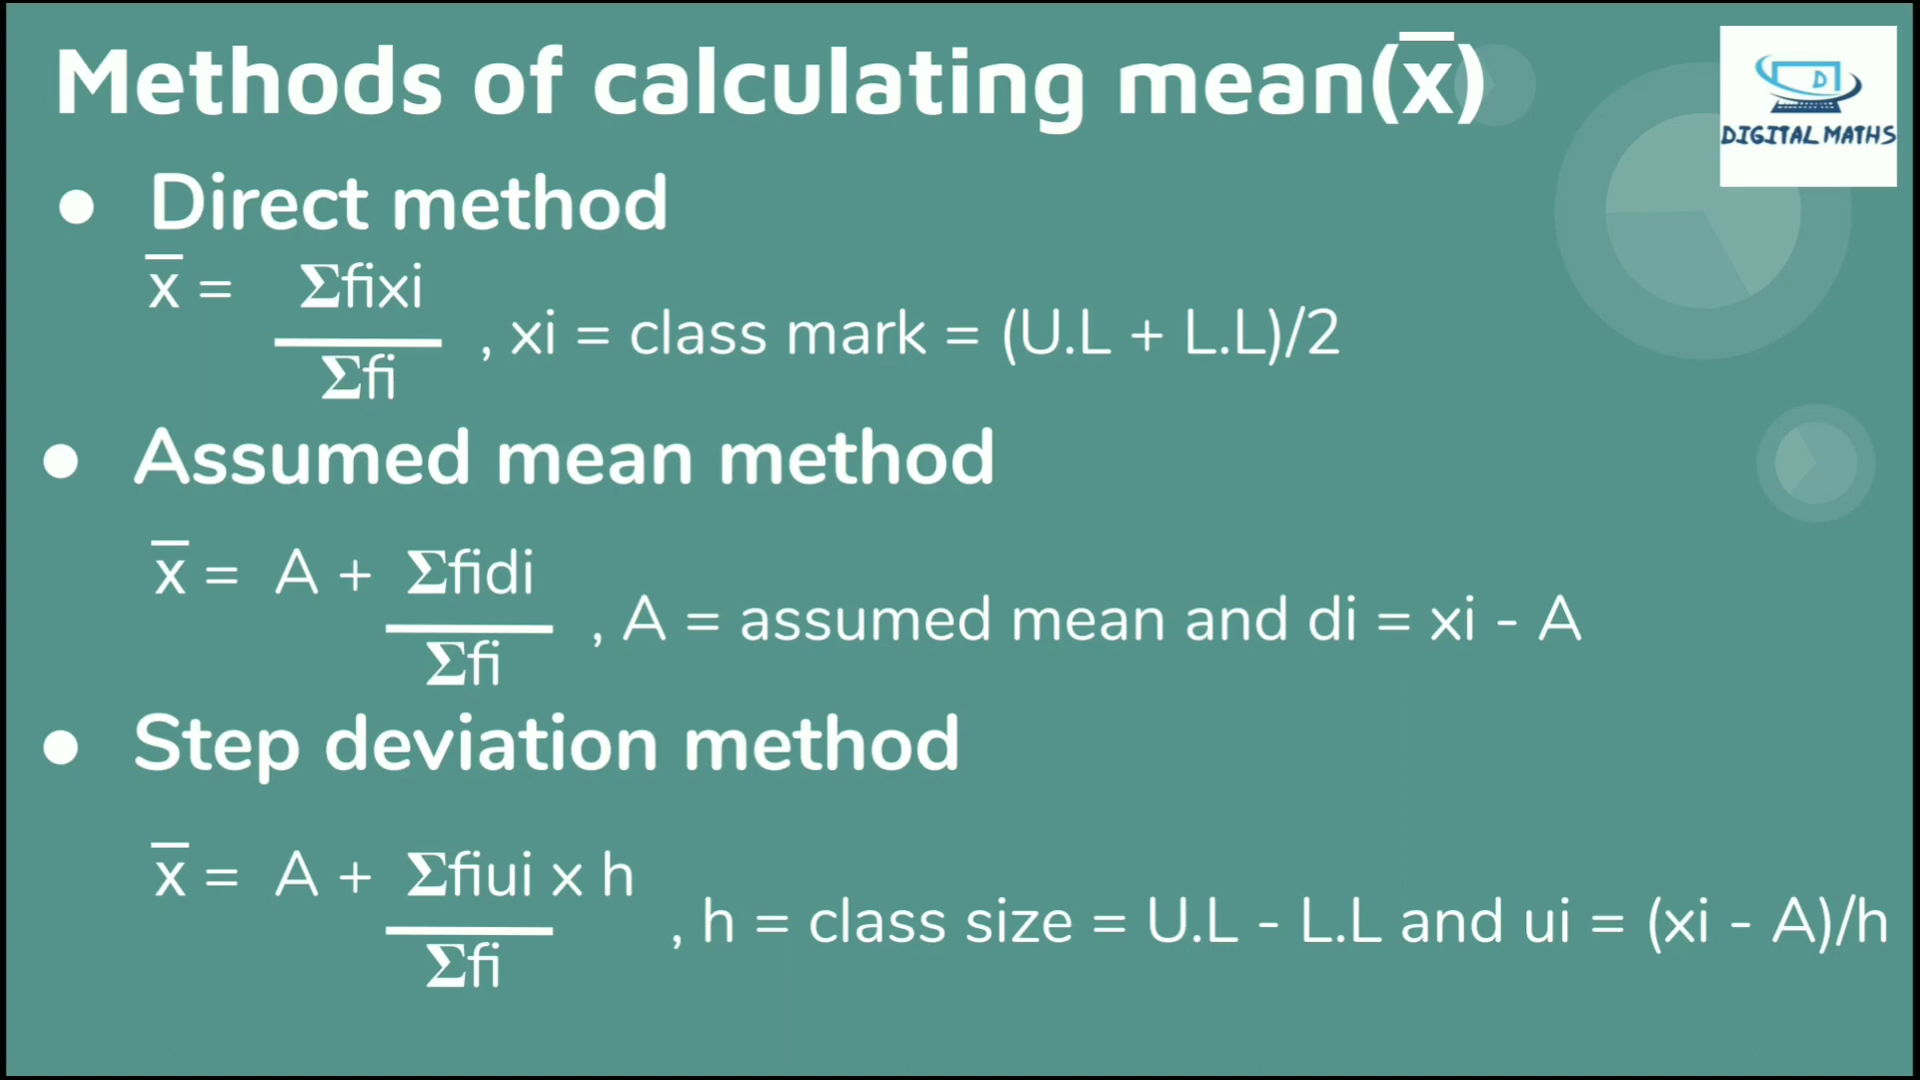 Methods of calculating mean(x̅)
DIGITAL MATHS
● Direct method
x̅ = Σfixi
, xi = class mark = (U.L + L.L)/2
Σfi
● Assumed mean method
x̅ = A + Σfidi
, A = assumed mean and di = xi - A
Σfi
● Step deviation method
x̅ = A + Σfiui x h
, h = class size = U.L - L.L and ui = (xi - A)/h
Σfi